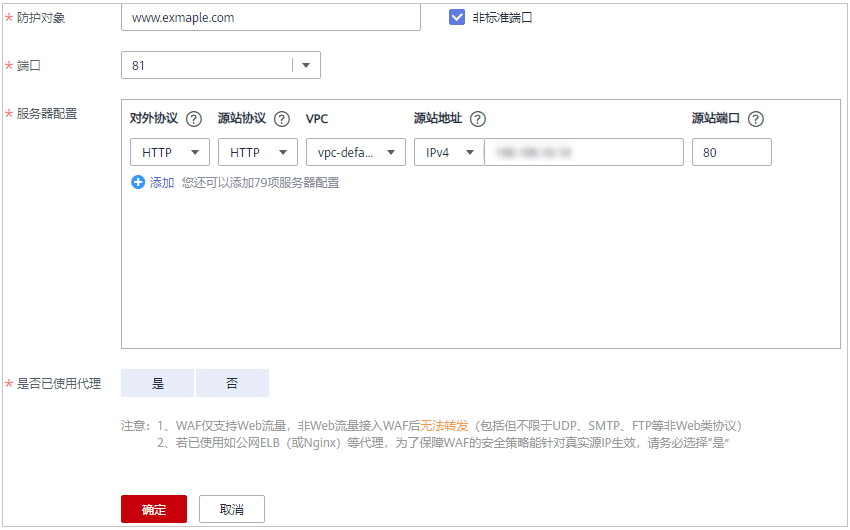 * 防护对象 www.exmaple.com 非标准端口
* 端口 81
* 服务器配置 对外协议 ? 源站协议 ? VPC 源站地址 ? 源站端口 ?
HTTP HTTP vpc-defa... IPv4 80
添加 您还可以添加79项服务器配置
* 是否已使用代理 是 否
注意：1、WAF仅支持Web流量，非Web流量接入WAF后无法转发（包括但不限于UDP、SMTP、FTP等非Web类协议）
2、若已使用如公网ELB（或Nginx）等代理，为了保障WAF的安全策略能针对真实源IP生效，请务必选择“是”
确定 取消